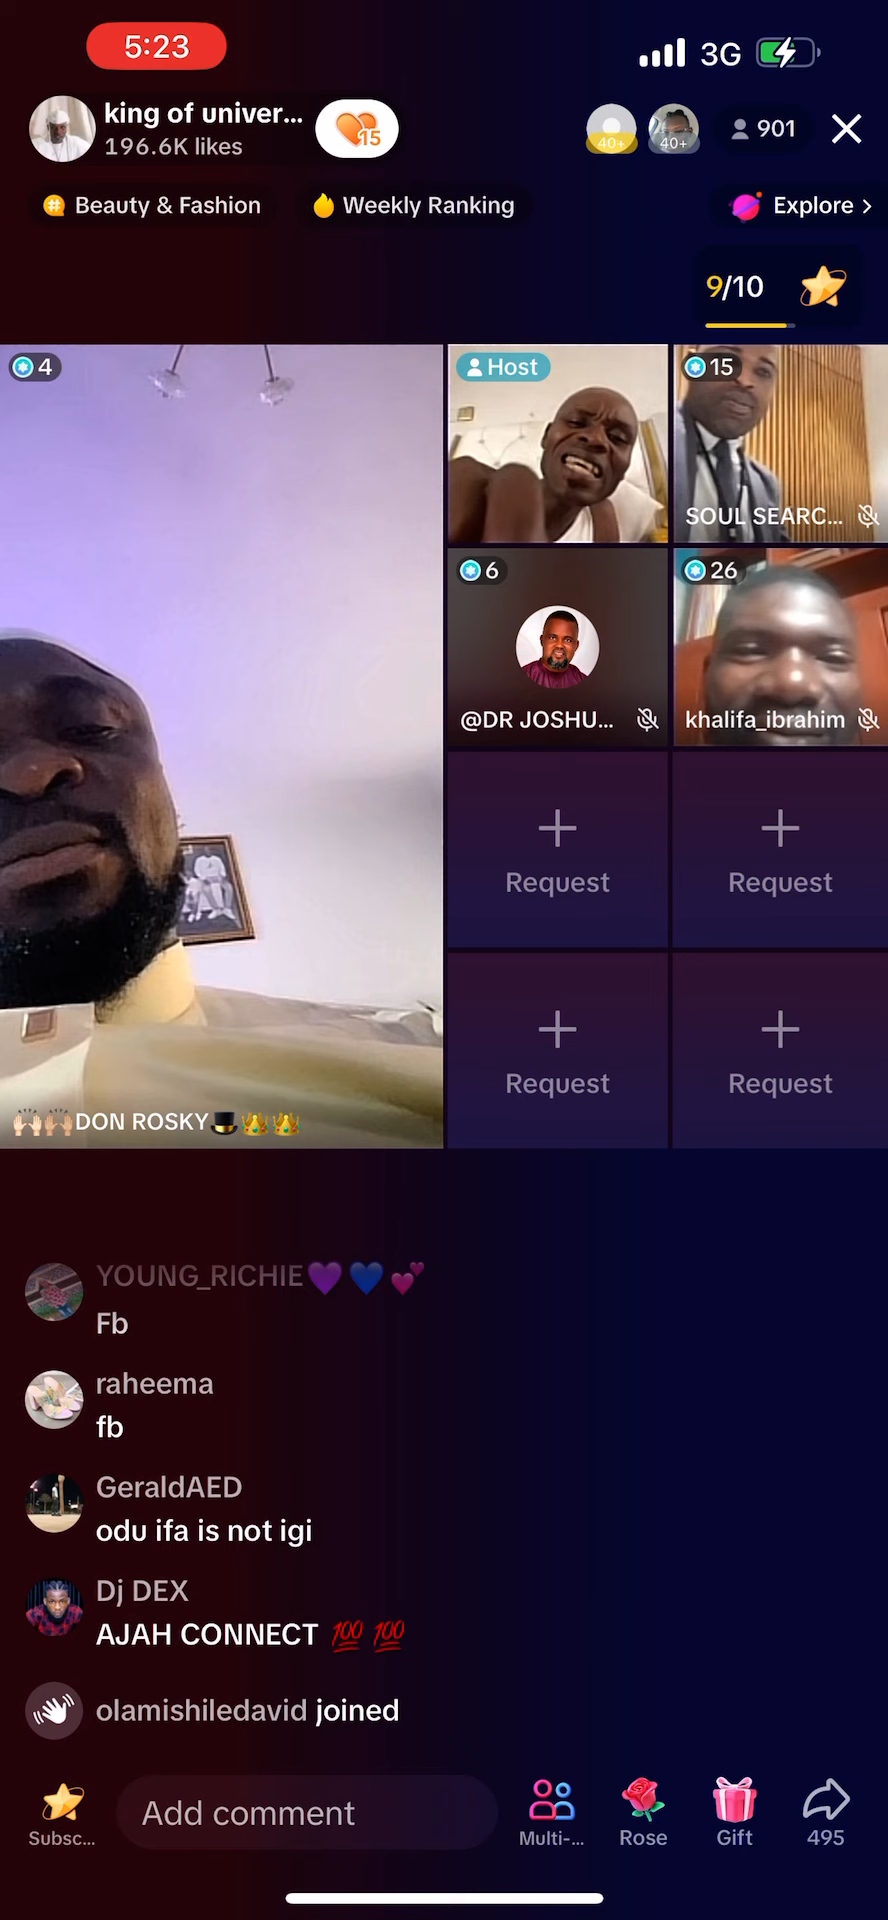 5:23
3G
king of univer...
196.6K likes
15
40+
40+
901
Beauty & Fashion
Weekly Ranking
Explore >
9/10
4
Host
15
SOUL SEARC...
6
@DR JOSHU...
26
khalifa_ibrahim
Request
Request
Request
Request
🙌🏻🙌🏼DON ROSKY🎩👑👑
YOUNG_RICHIE💜💙💕
Fb
raheema
fb
GeraldAED
odu ifa is not igi
Dj DEX
AJAH CONNECT 💯 💯
olamishiledavid joined
Subsc...
Add comment
Multi-...
Rose
Gift
495